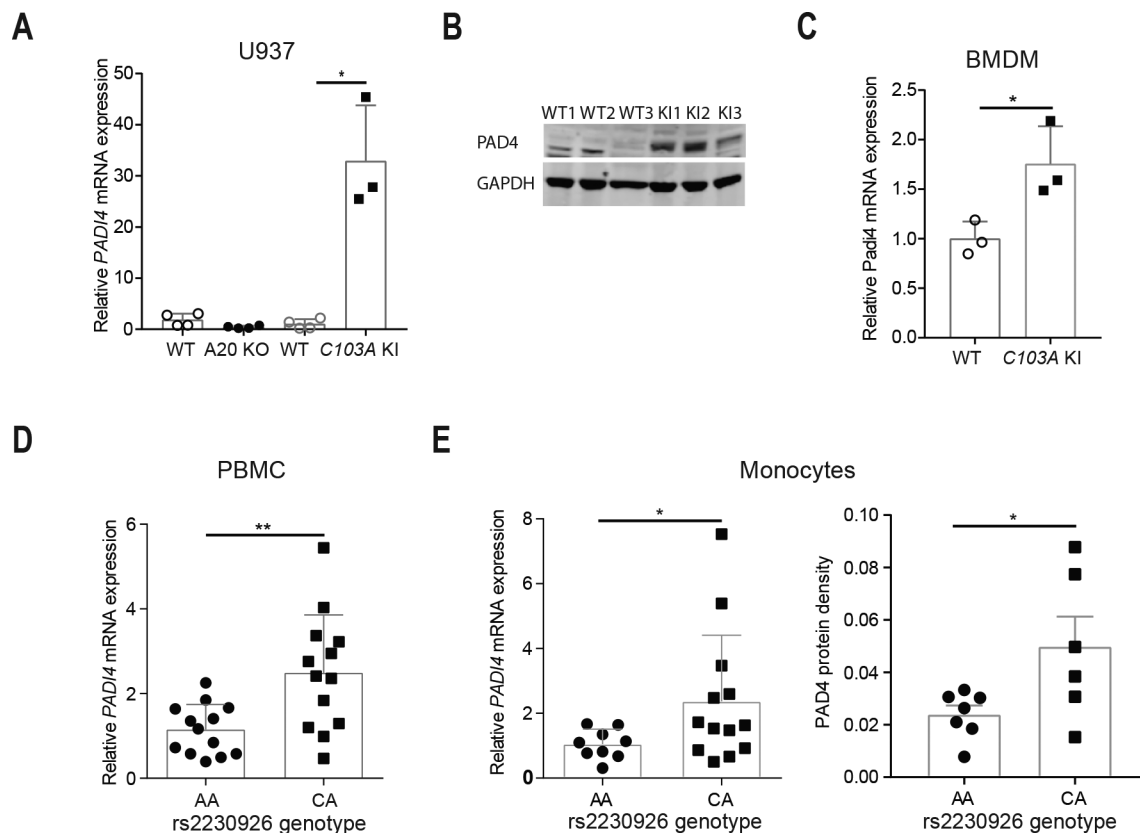 A
U937
Relative PADI4 mRNA expression
50
40
30
20
10
0
*
WT A20 KO WT C103A KI
B
WT1 WT2 WT3 KI1 KI2 KI3
PAD4
GAPDH
C
BMDM
Relative Padi4 mRNA expression
2.5
2.0
1.5
1.0
0.5
0.0
*
WT C103A KI
D
PBMC
Relative PADI4 mRNA expression
6
4
2
0
**
AA CA
rs2230926 genotype
E
Monocytes
Relative PADI4 mRNA expression
8
6
4
2
0
*
AA CA
rs2230926 genotype
PAD4 protein density
0.10
0.08
0.06
0.04
0.02
0.00
*
AA CA
rs2230926 genotype